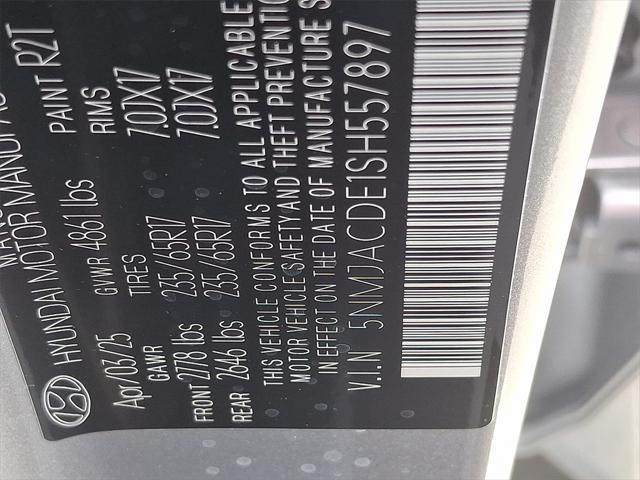 HYUNDAI MOTOR MANUFAC
Apr/03/25 GVWR 4861 lbs PAINT R2T
GAWR TIRES RIMS
FRONT 2778 lbs 235/65R17 7.0JX17
REAR 2646 lbs 235/65R17 7.0JX17
THIS VEHICLE CONFORMS TO ALL APPLICABLE
MOTOR VEHICLE SAFETY AND THEFT PREVENTI
IN EFFECT ON THE DATE OF MANUFACTURE S
V.I.N 5NMJACDE1SH557897